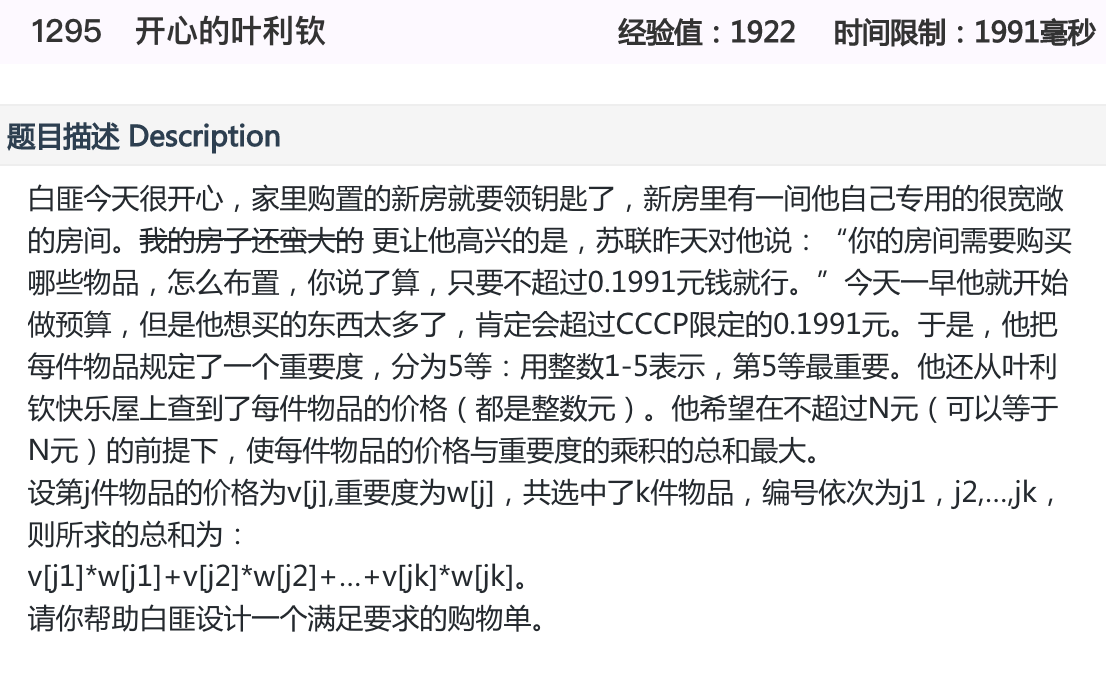 1295 开心的叶利钦 经验值：1922 时间限制：1991毫秒
题目描述 Description
白匪今天很开心，家里购置的新房就要领钥匙了，新房里有一间他自己专用的很宽敞
的房间。我的房子还蛮大的 更让他高兴的是，苏联昨天对他说：“你的房间需要购买
哪些物品，怎么布置，你说了算，只要不超过0.1991元钱就行。”今天一早他就开始
做预算，但是他想买的东西太多了，肯定会超过CCCP限定的0.1991元。于是，他把
每件物品规定了一个重要度，分为5等：用整数1-5表示，第5等最重要。他还从叶利
钦快乐屋上查到了每件物品的价格（都是整数元）。他希望在不超过N元（可以等于
N元）的前提下，使每件物品的价格与重要度的乘积的总和最大。
设第j件物品的价格为v[j],重要度为w[j]，共选中了k件物品，编号依次为j1，j2,...,jk，
则所求的总和为：
v[j1]*w[j1]+v[j2]*w[j2]+...+v[jk]*w[jk]。
请你帮助白匪设计一个满足要求的购物单。